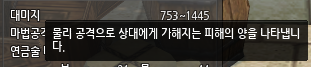 대미지 753~1445
마법공격
물리 공격으로 상대에게 가해지는 피해의 양을 나타냅니
다.
연금술